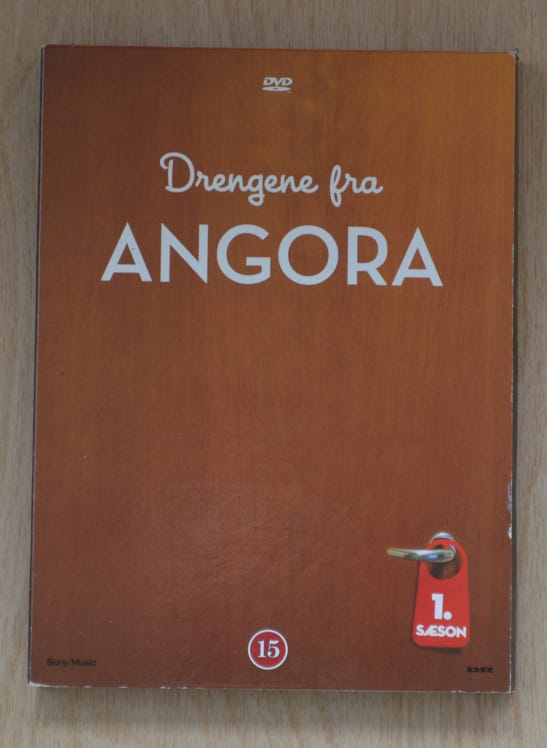 DVD
Drengene fra
ANGORA
1.
SÆSON
15
Sony Music
DR